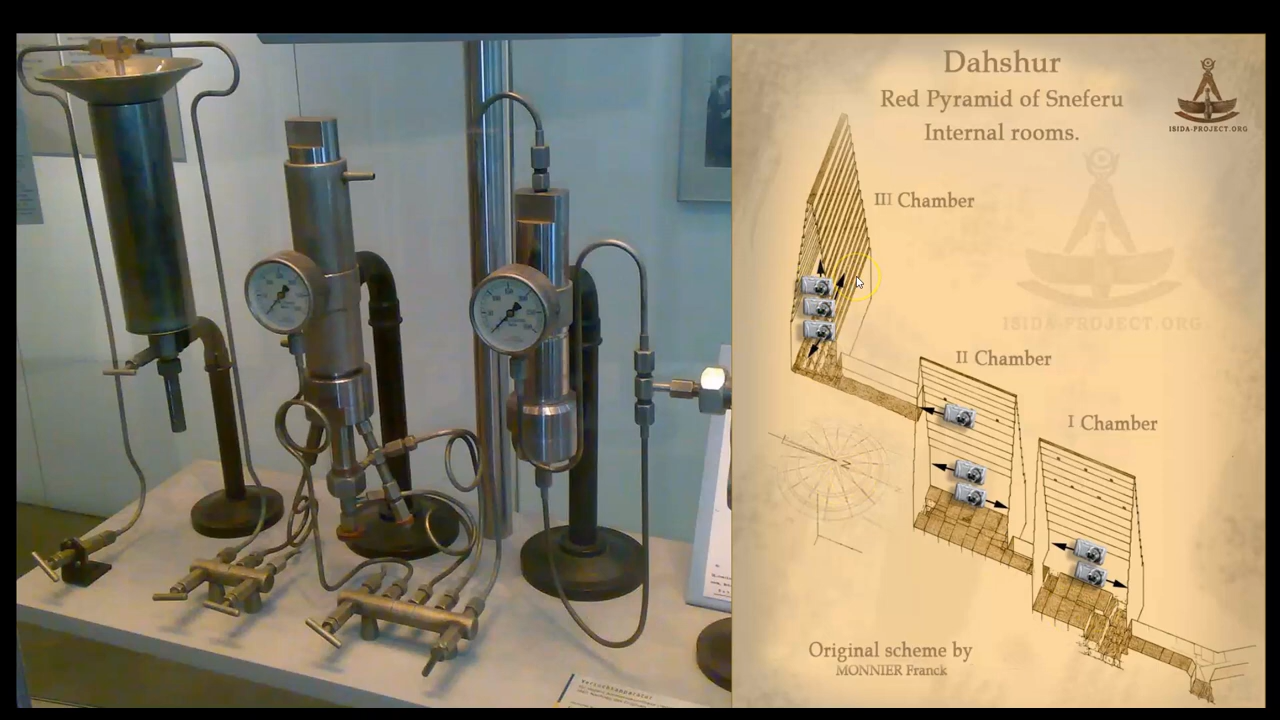 Dahshur
Red Pyramid of Sneferu
Internal rooms.
ISIDA-PROJECT.ORG
III Chamber
ISIDA-PROJECT.ORG
II Chamber
I Chamber
Original scheme by
MONNIER Franck